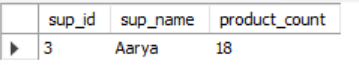 sup_id sup_name product_count
3 Aarya 18